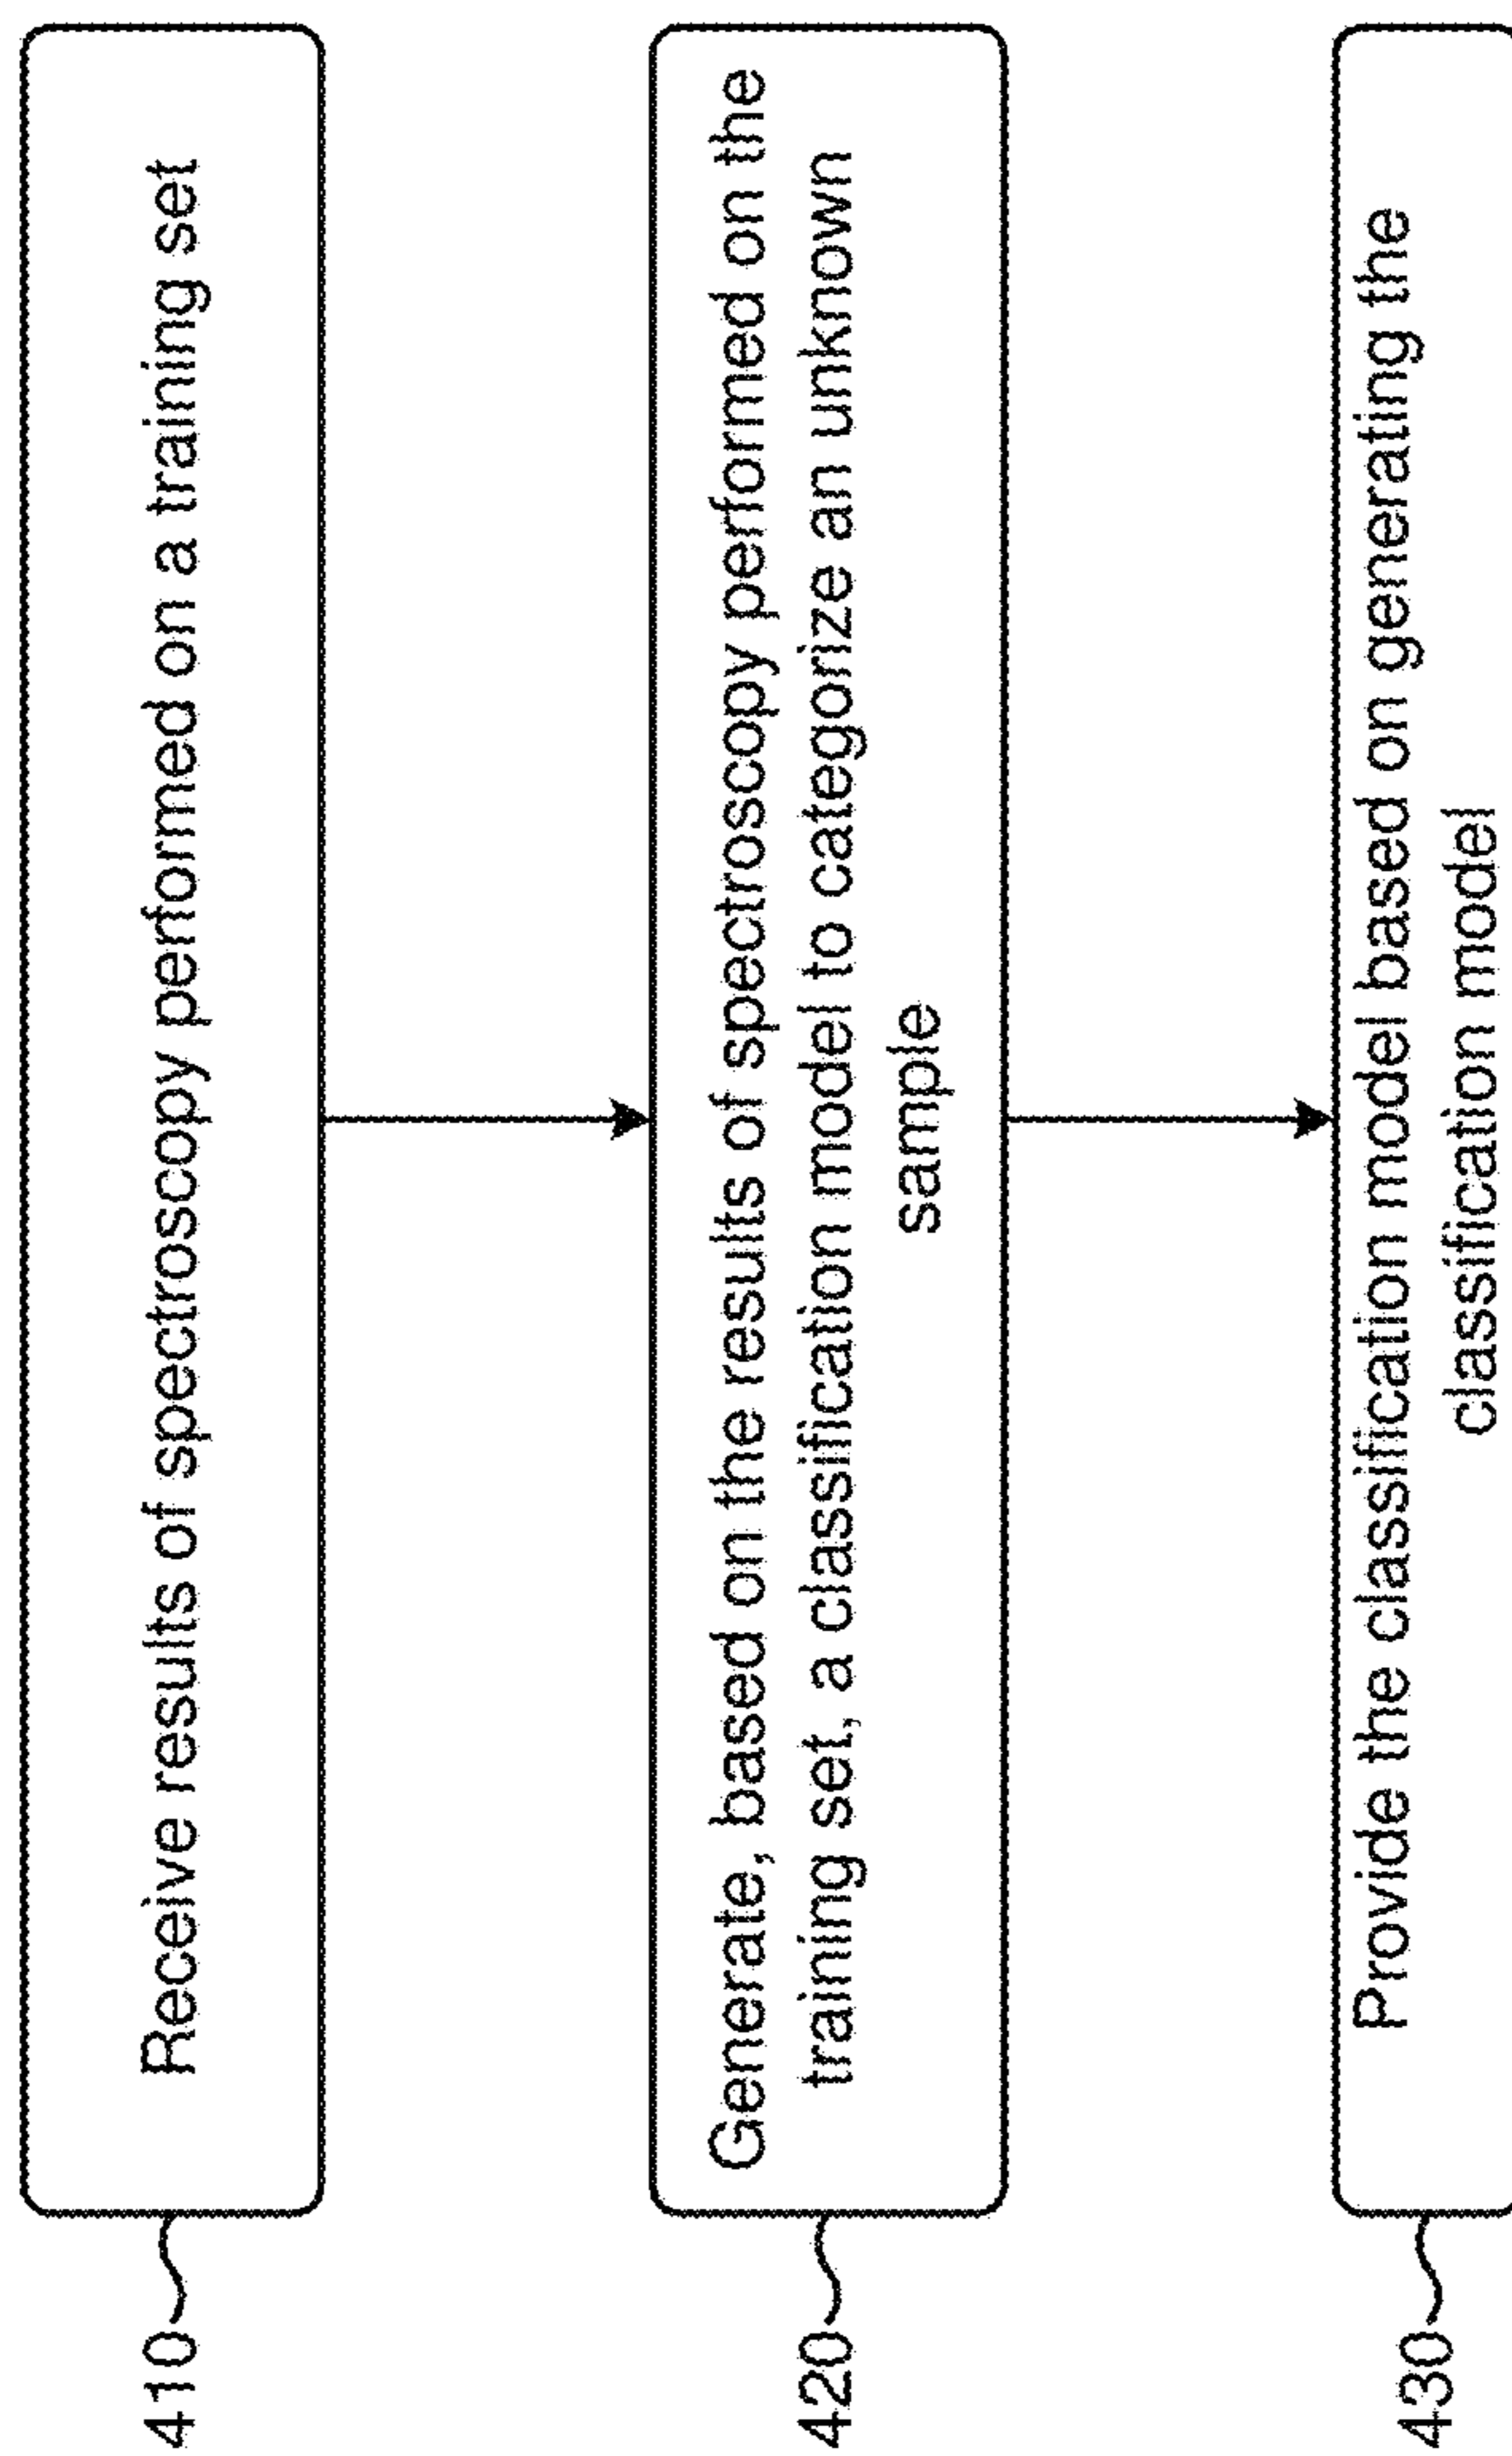 410
Receive results of spectroscopy performed on a training set
420
Generate, based on the results of spectroscopy performed on the
training set, a classification model to categorize an unknown
sample
430
Provide the classification model based on generating the
classification model